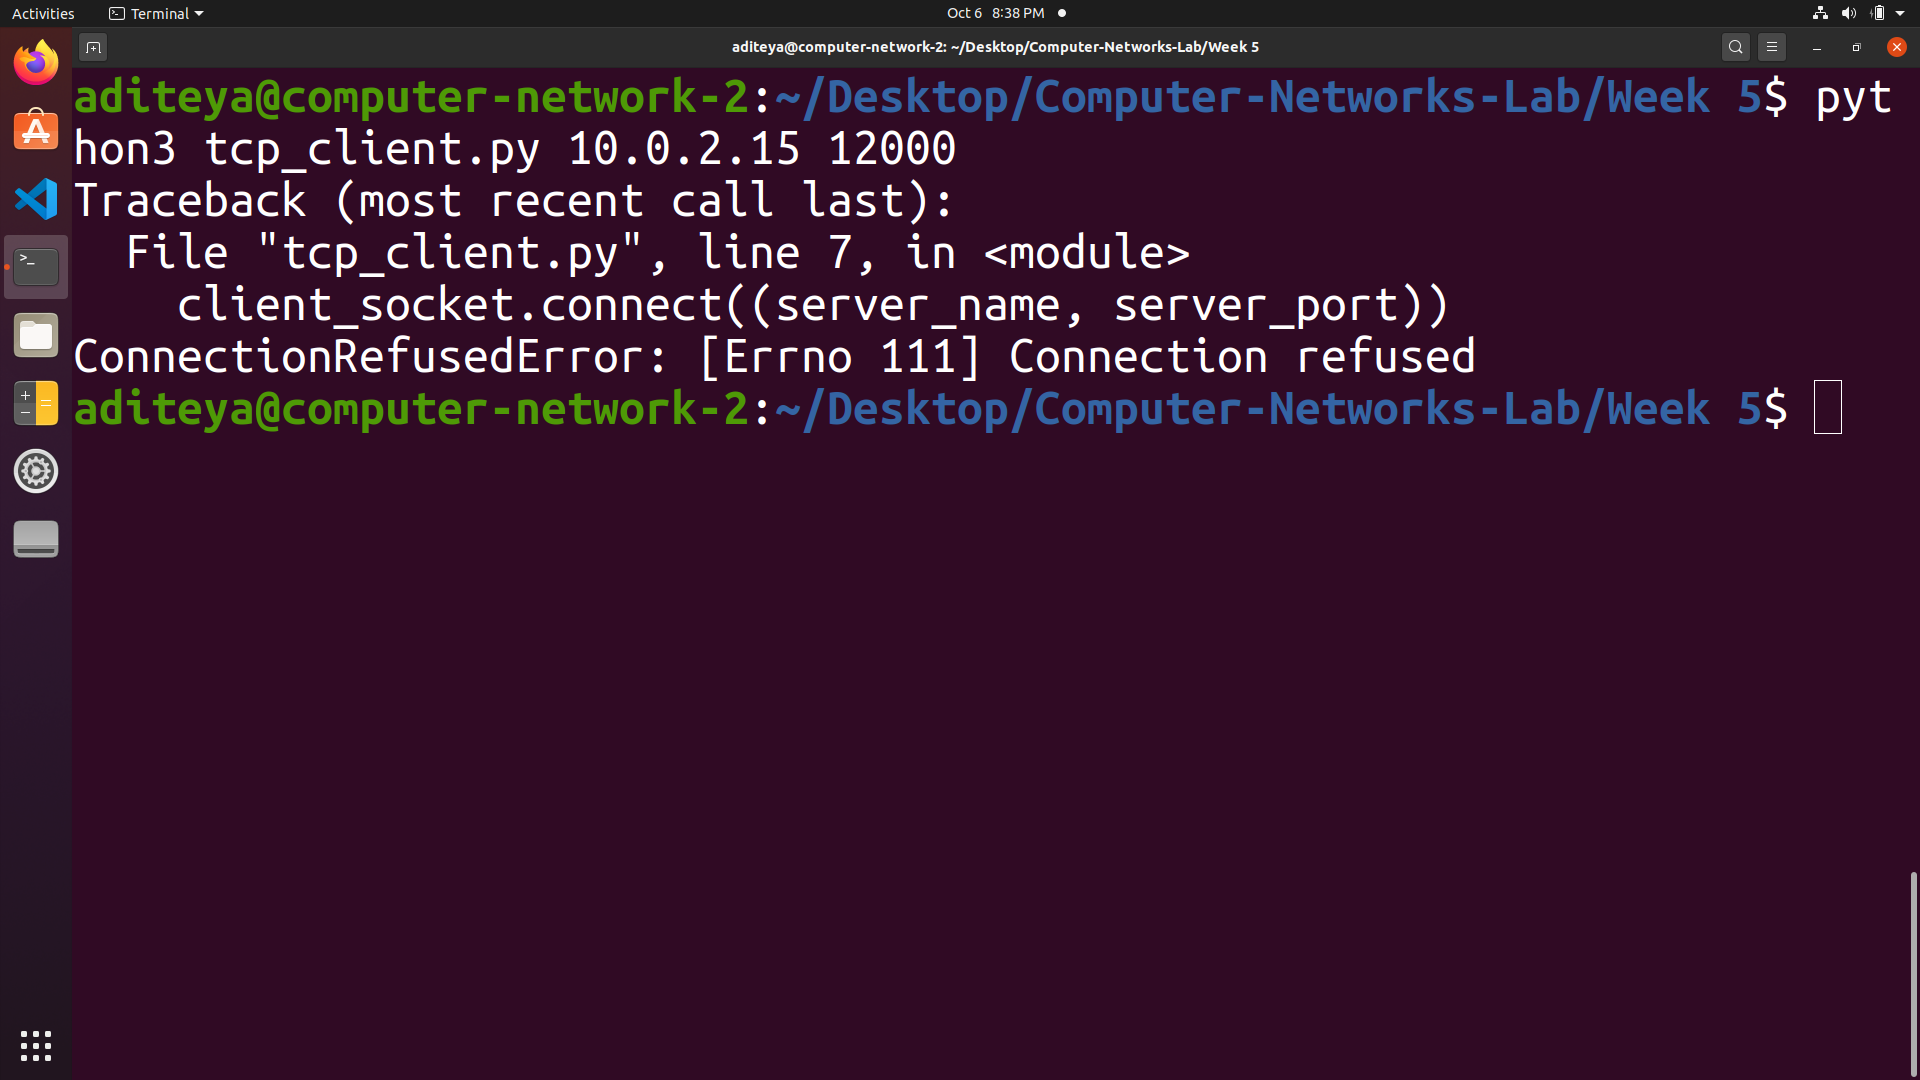 Activities
Terminal
Oct 6 8:38 PM
aditeya@computer-network-2: ~/Desktop/Computer-Networks-Lab/Week 5
aditeya@computer-network-2:~/Desktop/Computer-Networks-Lab/Week 5$ pyt
hon3 tcp_client.py 10.0.2.15 12000
Traceback (most recent call last):
  File "tcp_client.py", line 7, in <module>
    client_socket.connect((server_name, server_port))
ConnectionRefusedError: [Errno 111] Connection refused
aditeya@computer-network-2:~/Desktop/Computer-Networks-Lab/Week 5$